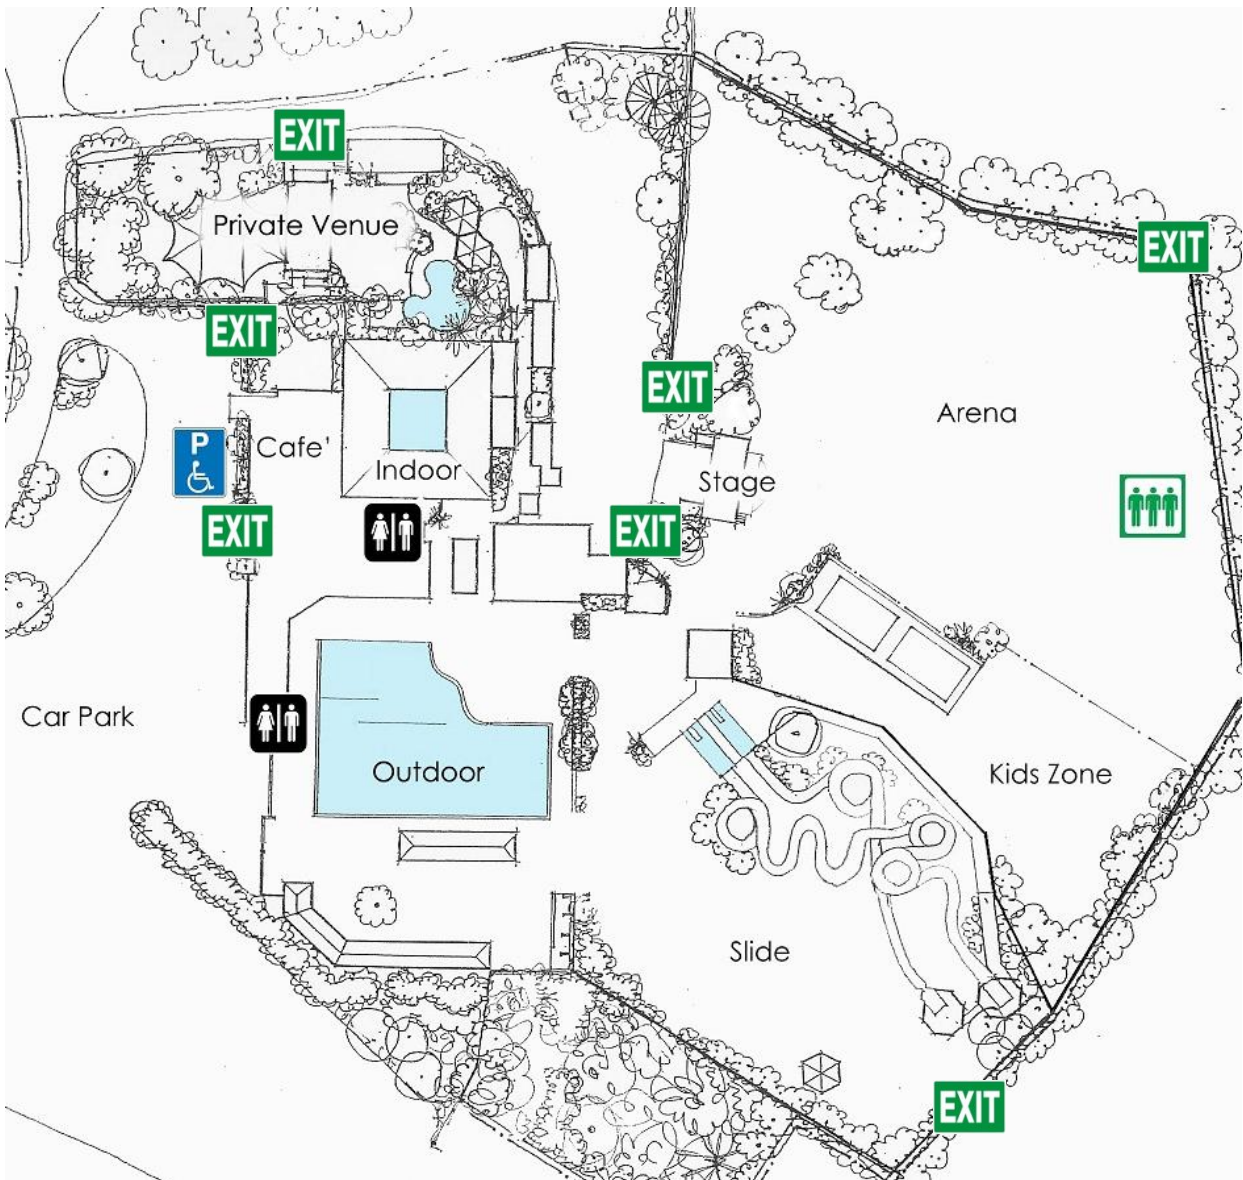 EXIT
Private Venue
EXIT
EXIT
EXIT
Arena
P
Cafe'
Indoor
Stage
EXIT
EXIT
Car Park
Outdoor
Kids Zone
Slide
EXIT